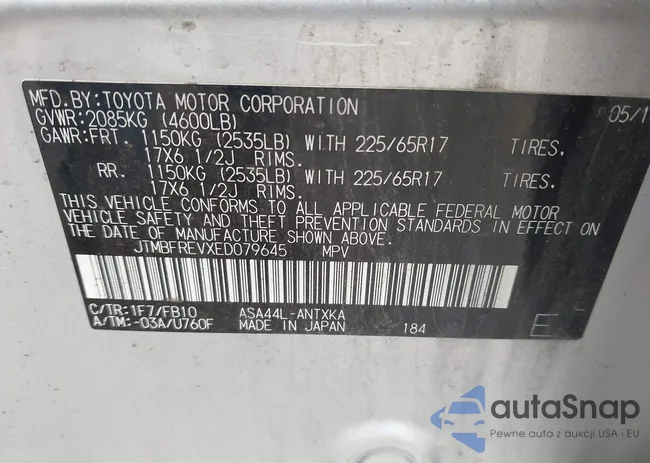 MFD.BY:TOYOTA MOTOR CORPORATION 05/1
GVWR:2085KG (4600LB)
GAWR:FRT. 1150KG (2535LB) WITH 225/65R17 TIRES,
17X6 1/2J RIMS.
RR. 1150KG (2535LB) WITH 225/65R17 TIRES,
17X6 1/2J RIMS.
THIS VEHICLE CONFORMS TO ALL APPLICABLE FEDERAL MOTOR
VEHICLE SAFETY AND THEFT PREVENTION STANDARDS IN EFFECT ON
THE DATE OF MANUFACTURE SHOWN ABOVE.
JTMBFREVXED079645 MPV
C/TR:1F7/FB10 ASA44L-ANTXKA
A/TM:-03A/U760F MADE IN JAPAN 184 E
autoSnap
Pewne auta z aukcji USA i EU